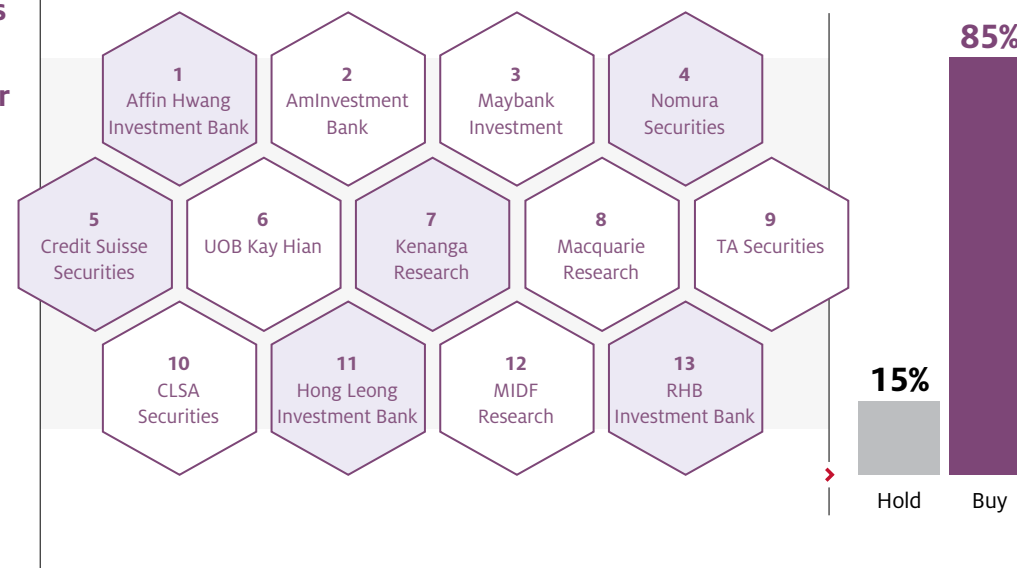 s
r
1
Affin Hwang
Investment Bank
2
AmInvestment
Bank
3
Maybank
Investment
4
Nomura
Securities
5
Credit Suisse
Securities
6
UOB Kay Hian
7
Kenanga
Research
8
Macquarie
Research
9
TA Securities
10
CLSA
Securities
11
Hong Leong
Investment Bank
12
MIDF
Research
13
RHB
Investment Bank
85%
15%
Hold
Buy